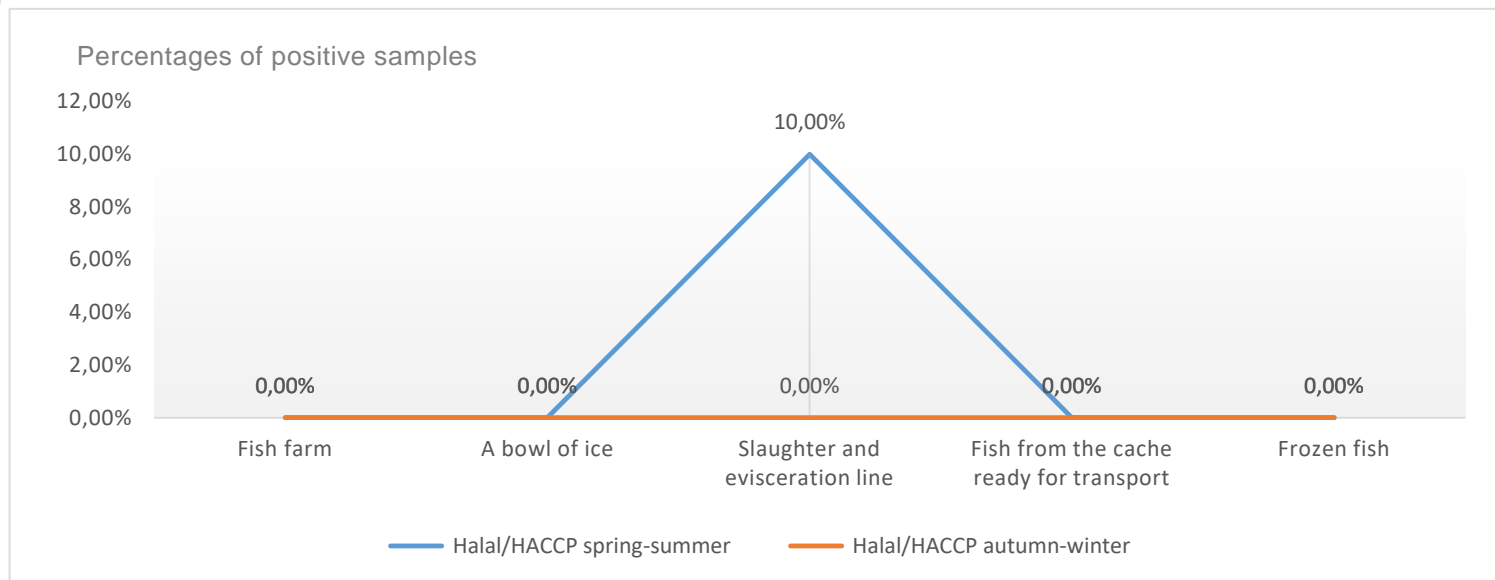 Percentages of positive samples
12,00%
10,00%
10,00%
8,00%
6,00%
4,00%
2,00%
0,00%
0,00%
0,00%
0,00%
0,00%
0,00%
Fish farm
A bowl of ice
Slaughter and
evisceration line
Fish from the cache
ready for transport
Frozen fish
Halal/HACCP spring-summer
Halal/HACCP autumn-winter